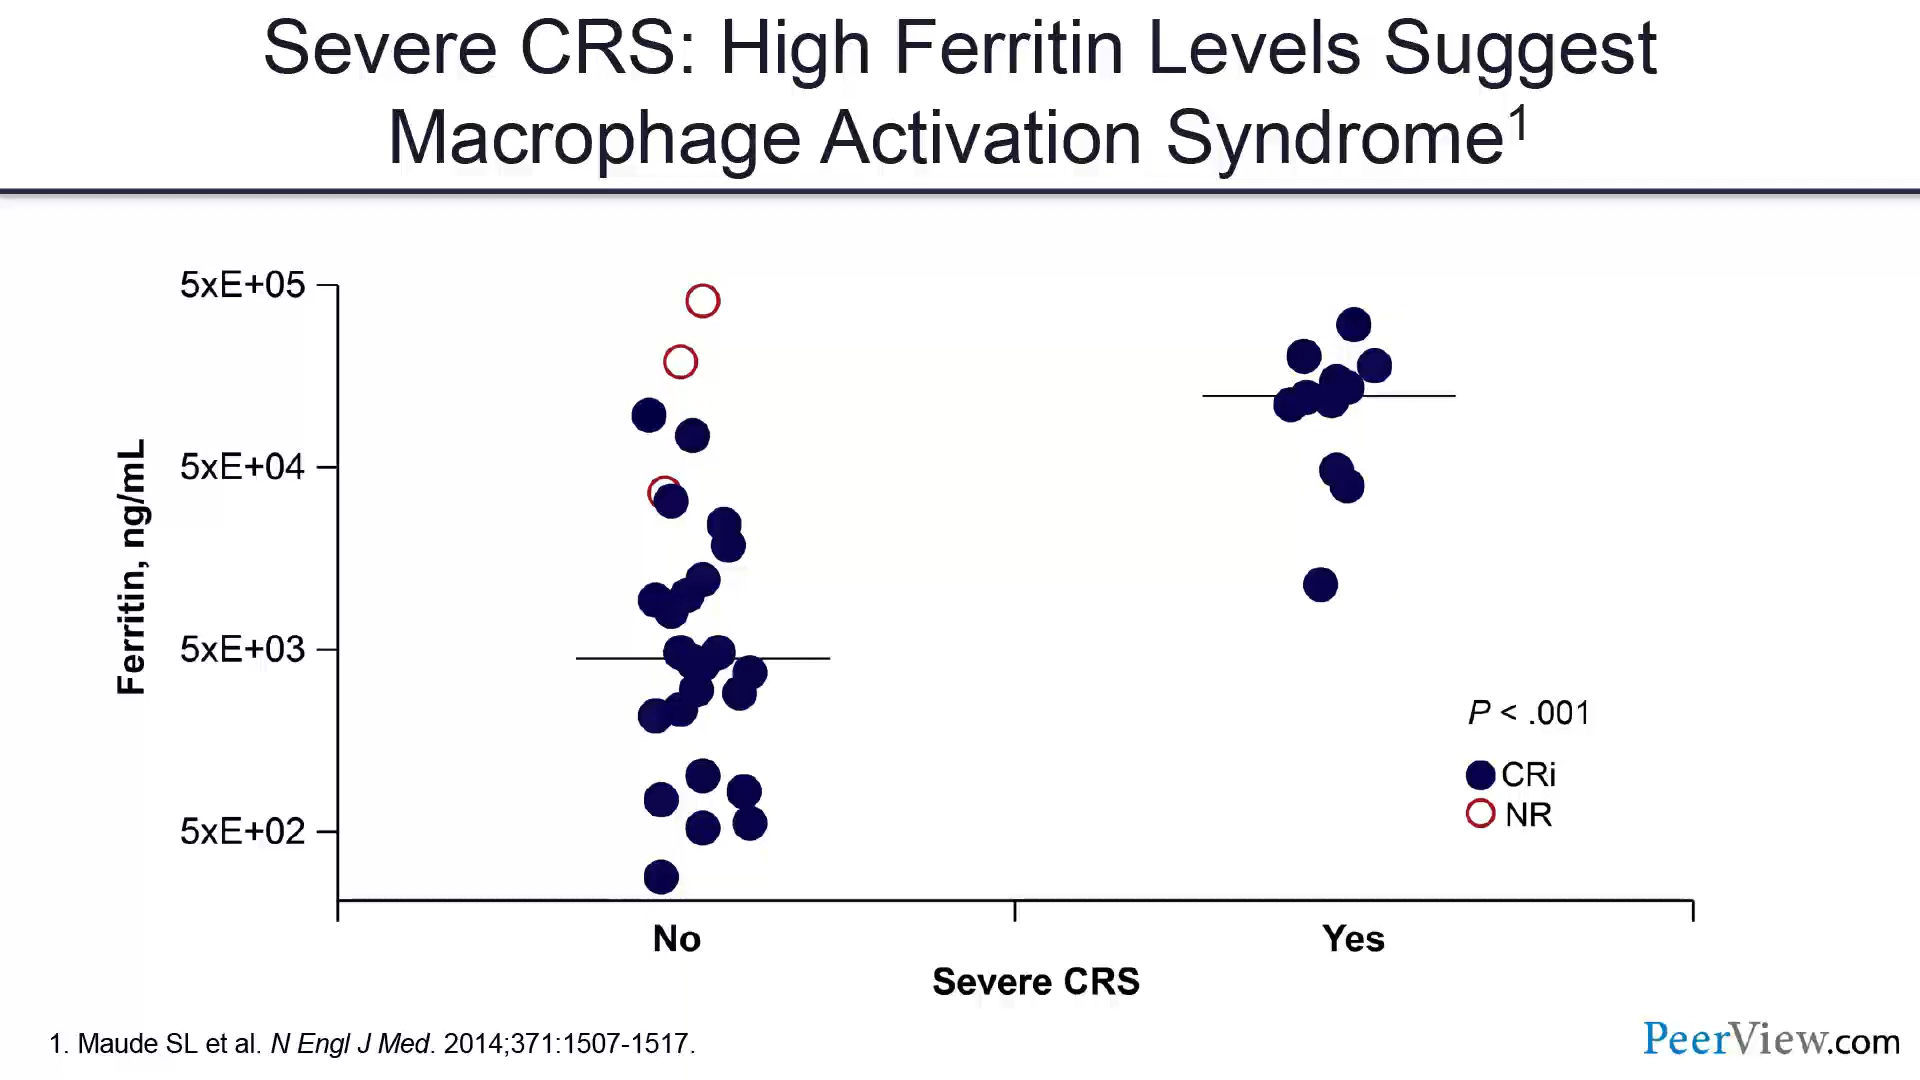 Severe CRS: High Ferritin Levels Suggest
Macrophage Activation Syndrome¹
5xE+05
5xE+04
5xE+03
5xE+02
Ferritin, ng/mL
P < .001
CRi
NR
No
Yes
Severe CRS
1. Maude SL et al. N Engl J Med. 2014;371:1507-1517.
PeerView.com